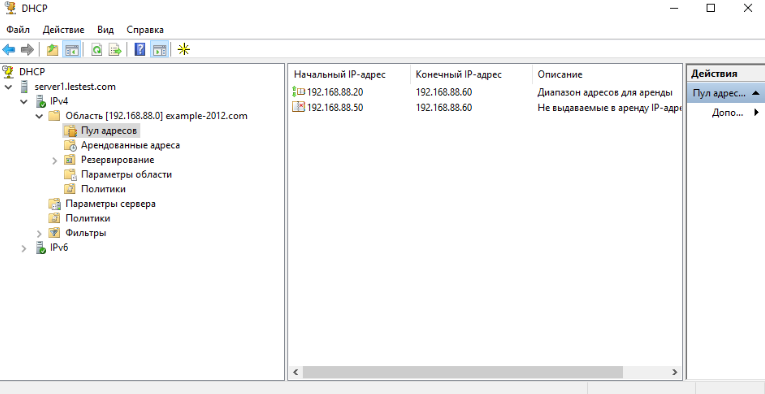 DHCP
Файл Действие Вид Справка
DHCP
server1.lestest.com
IPv4
Область [192.168.88.0] example-2012.com
Пул адресов
Арендованные адреса
Резервирование
Параметры области
Политики
Параметры сервера
Политики
Фильтры
IPv6
Начальный IP-адрес Конечный IP-адрес Описание
192.168.88.20 192.168.88.60 Диапазон адресов для аренды
192.168.88.50 192.168.88.60 Не выдаваемые в аренду IP-адре
Действия
Пул адрес...
Допо...